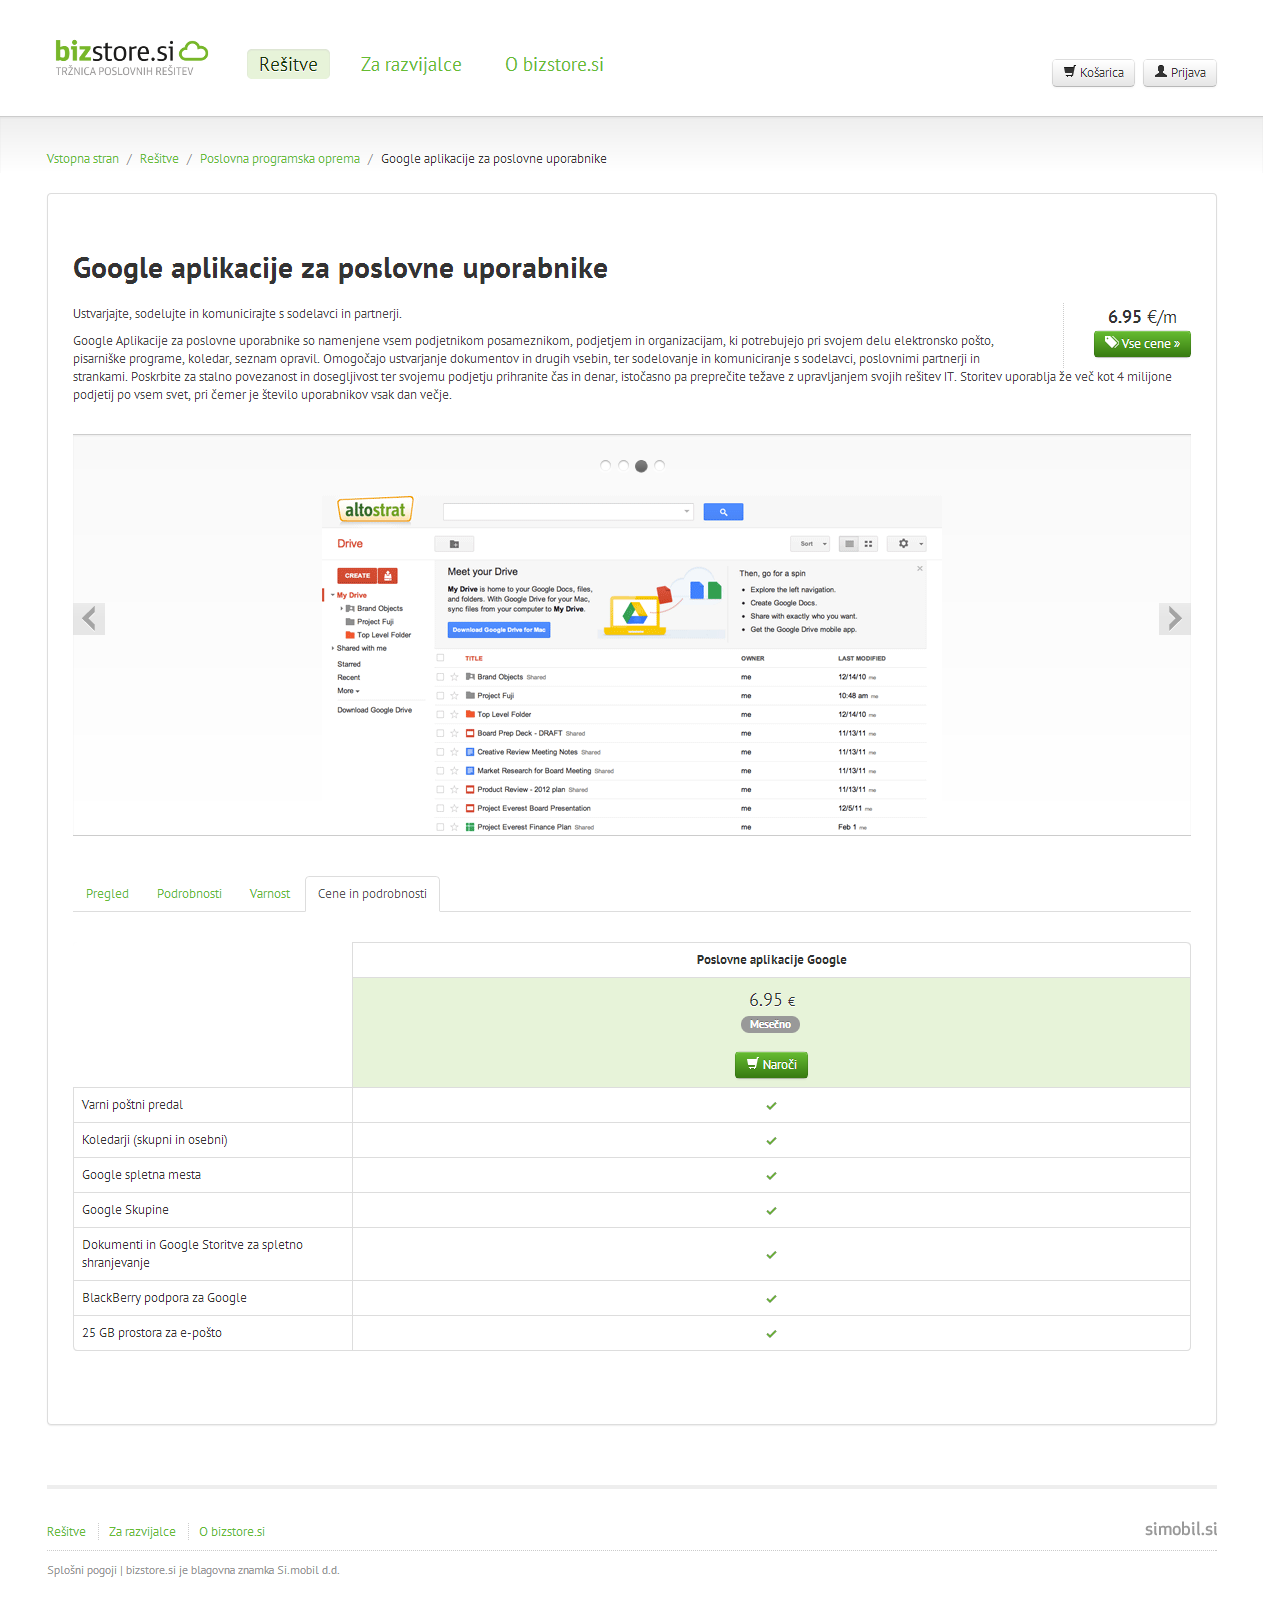 bizstore.si
TRŽNICA POSLOVNIH REŠITEV
Rešitve
Za razvijalce
O bizstore.si
Košarica
Prijava
Vstopna stran / Rešitve / Poslovna programska oprema / Google aplikacije za poslovne uporabnike
Google aplikacije za poslovne uporabnike
Ustvarjajte, sodelujte in komunicirajte s sodelavci in partnerji.
6.95 €/m
Vse cene »
Google Aplikacije za poslovne uporabnike so namenjene vsem podjetnikom posameznikom, podjetjem in organizacijam, ki potrebujejo pri svojem delu elektronsko pošto,
pisarniške programe, koledar, seznam opravil. Omogočajo ustvarjanje dokumentov in drugih vsebin, ter sodelovanje in komuniciranje s sodelavci, poslovnimi partnerji in
strankami. Poskrbite za stalno povezanost in dosegljivost ter svojemu podjetju prihranite čas in denar, istočasno pa preprečite težave z upravljanjem svojih rešitev IT. Storitev uporablja že več kot 4 milijone
podjetij po vsem svet, pri čemer je število uporabnikov vsak dan večje.
altostrat
Drive
Sort
CREATE
My Drive
Brand Objects
Project Fuji
Top Level Folder
Shared with me
Starred
Recent
More
Download Google Drive
Meet your Drive
My Drive is home to your Google Docs, files,
and folders. With Google Drive for your Mac,
sync files from your computer to My Drive.
Download Google Drive for Mac
Then, go for a spin
• Explore the left navigation.
• Create Google Docs.
• Share with exactly who you want.
• Get the Google Drive mobile app.
TITLE OWNER LAST MODIFIED
Brand Objects Shared me 12/14/10 me
Project Fuji me 10:48 am me
Top Level Folder me 12/14/10 me
Board Prep Deck - DRAFT Shared me 11/13/11 me
Creative Review Meeting Notes Shared me 11/13/11 me
Market Research for Board Meeting Shared me 11/13/11 me
Product Review - 2012 plan Shared me 11/13/11 me
Project Everest Board Presentation me 12/5/11 me
Project Everest Finance Plan Shared me Feb 1 me
Pregled
Podrobnosti
Varnost
Cene in podrobnosti
Poslovne aplikacije Google
6.95 €
Mesečno
Naroči
Varni poštni predal
Koledarji (skupni in osebni)
Google spletna mesta
Google Skupine
Dokumenti in Google Storitve za spletno
shranjevanje
BlackBerry podpora za Google
25 GB prostora za e-pošto
Rešitve
Za razvijalce
O bizstore.si
simobil.si
Splošni pogoji | bizstore.si je blagovna znamka Si.mobil d.d.